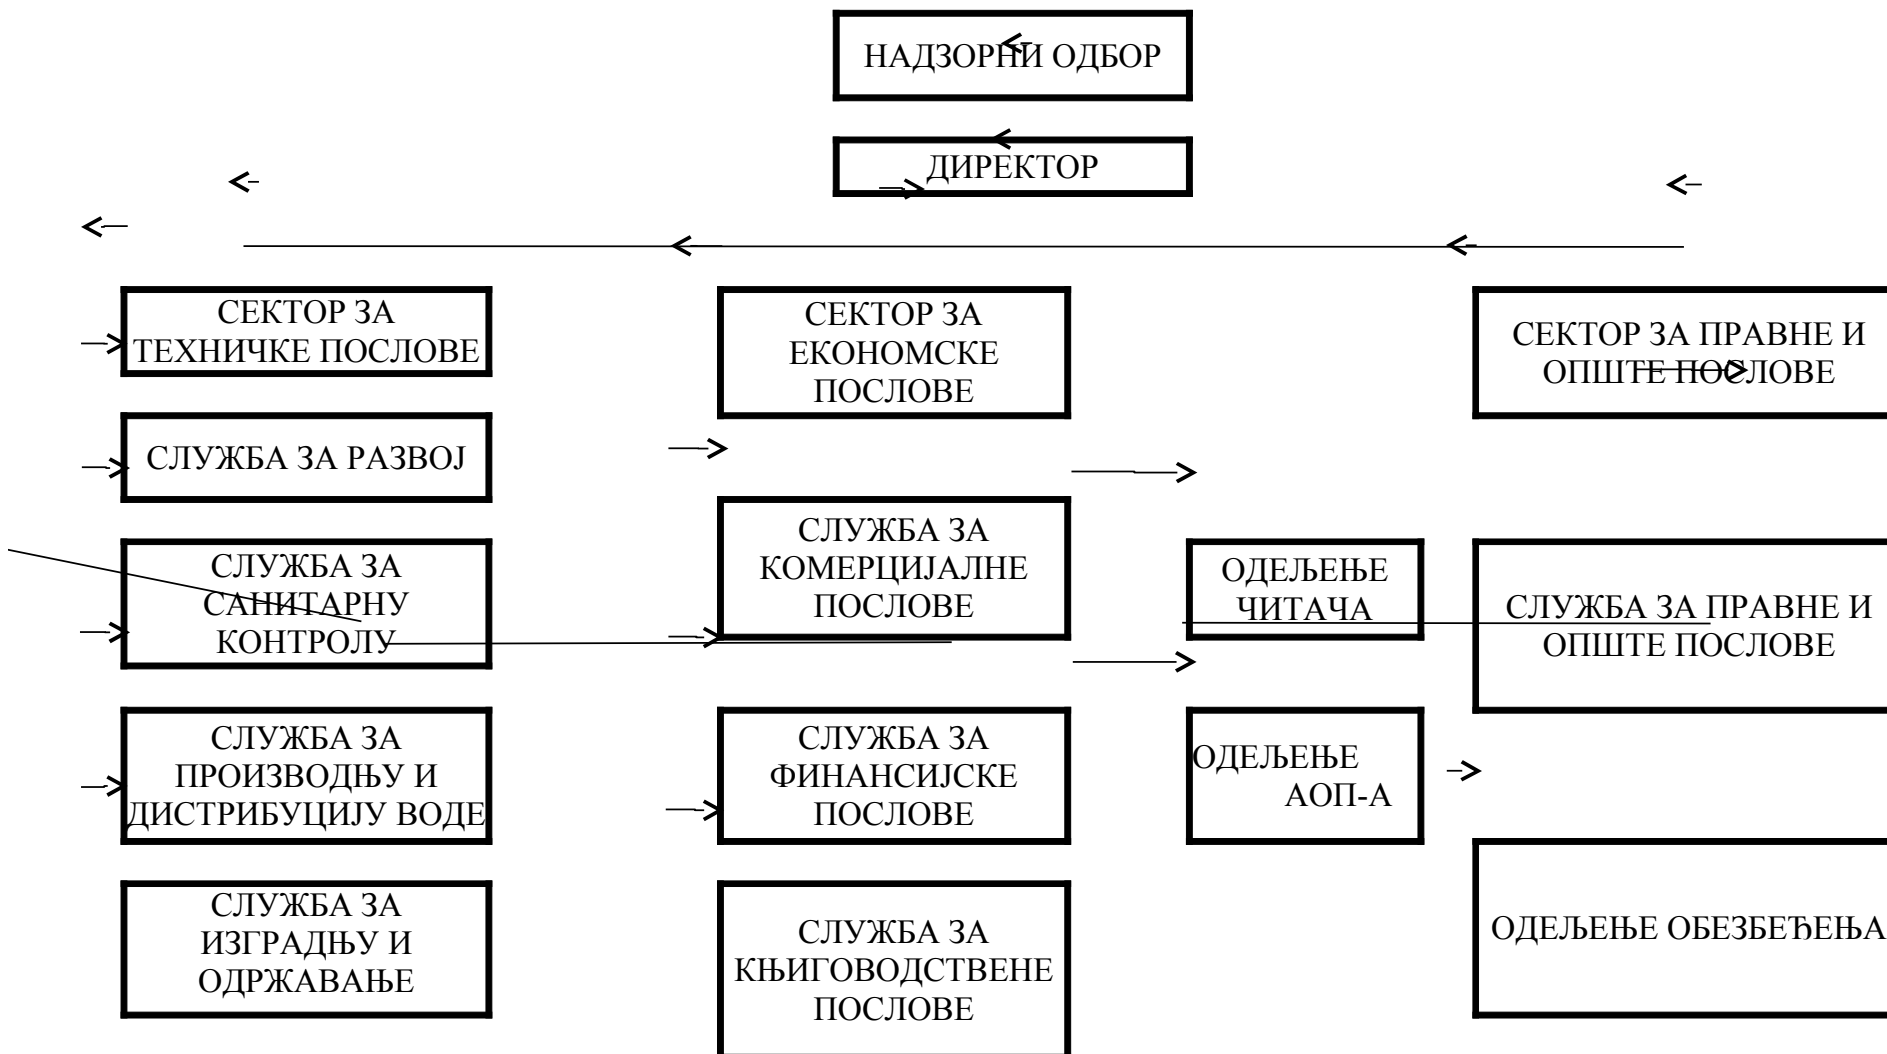 НАДЗОРНИ ОДБОР
ДИРЕКТОР
СЕКТОР ЗА
ТЕХНИЧКЕ ПОСЛОВЕ
СЕКТОР ЗА
ЕКОНОМСКЕ
ПОСЛОВЕ
СЕКТОР ЗА ПРАВНЕ И
ОПШТЕ ПОСЛОВЕ
СЛУЖБА ЗА РАЗВОЈ
СЛУЖБА ЗА
САНИТАРНУ
КОНТРОЛУ
СЛУЖБА ЗА
КОМЕРЦИЈАЛНЕ
ПОСЛОВЕ
ОДЕЉЕЊЕ
ЧИТАЧА
СЛУЖБА ЗА ПРАВНЕ И
ОПШТЕ ПОСЛОВЕ
СЛУЖБА ЗА
ПРОИЗВОДЊУ И
ДИСТРИБУЦИЈУ ВОДЕ
СЛУЖБА ЗА
ФИНАНСИЈСКЕ
ПОСЛОВЕ
ОДЕЉЕЊЕ
АОП-А
СЛУЖБА ЗА
ИЗГРАДЊУ И
ОДРЖАВАЊЕ
СЛУЖБА ЗА
КЊИГОВОДСТВЕНЕ
ПОСЛОВЕ
ОДЕЉЕЊЕ ОБЕЗБЕЂЕЊА